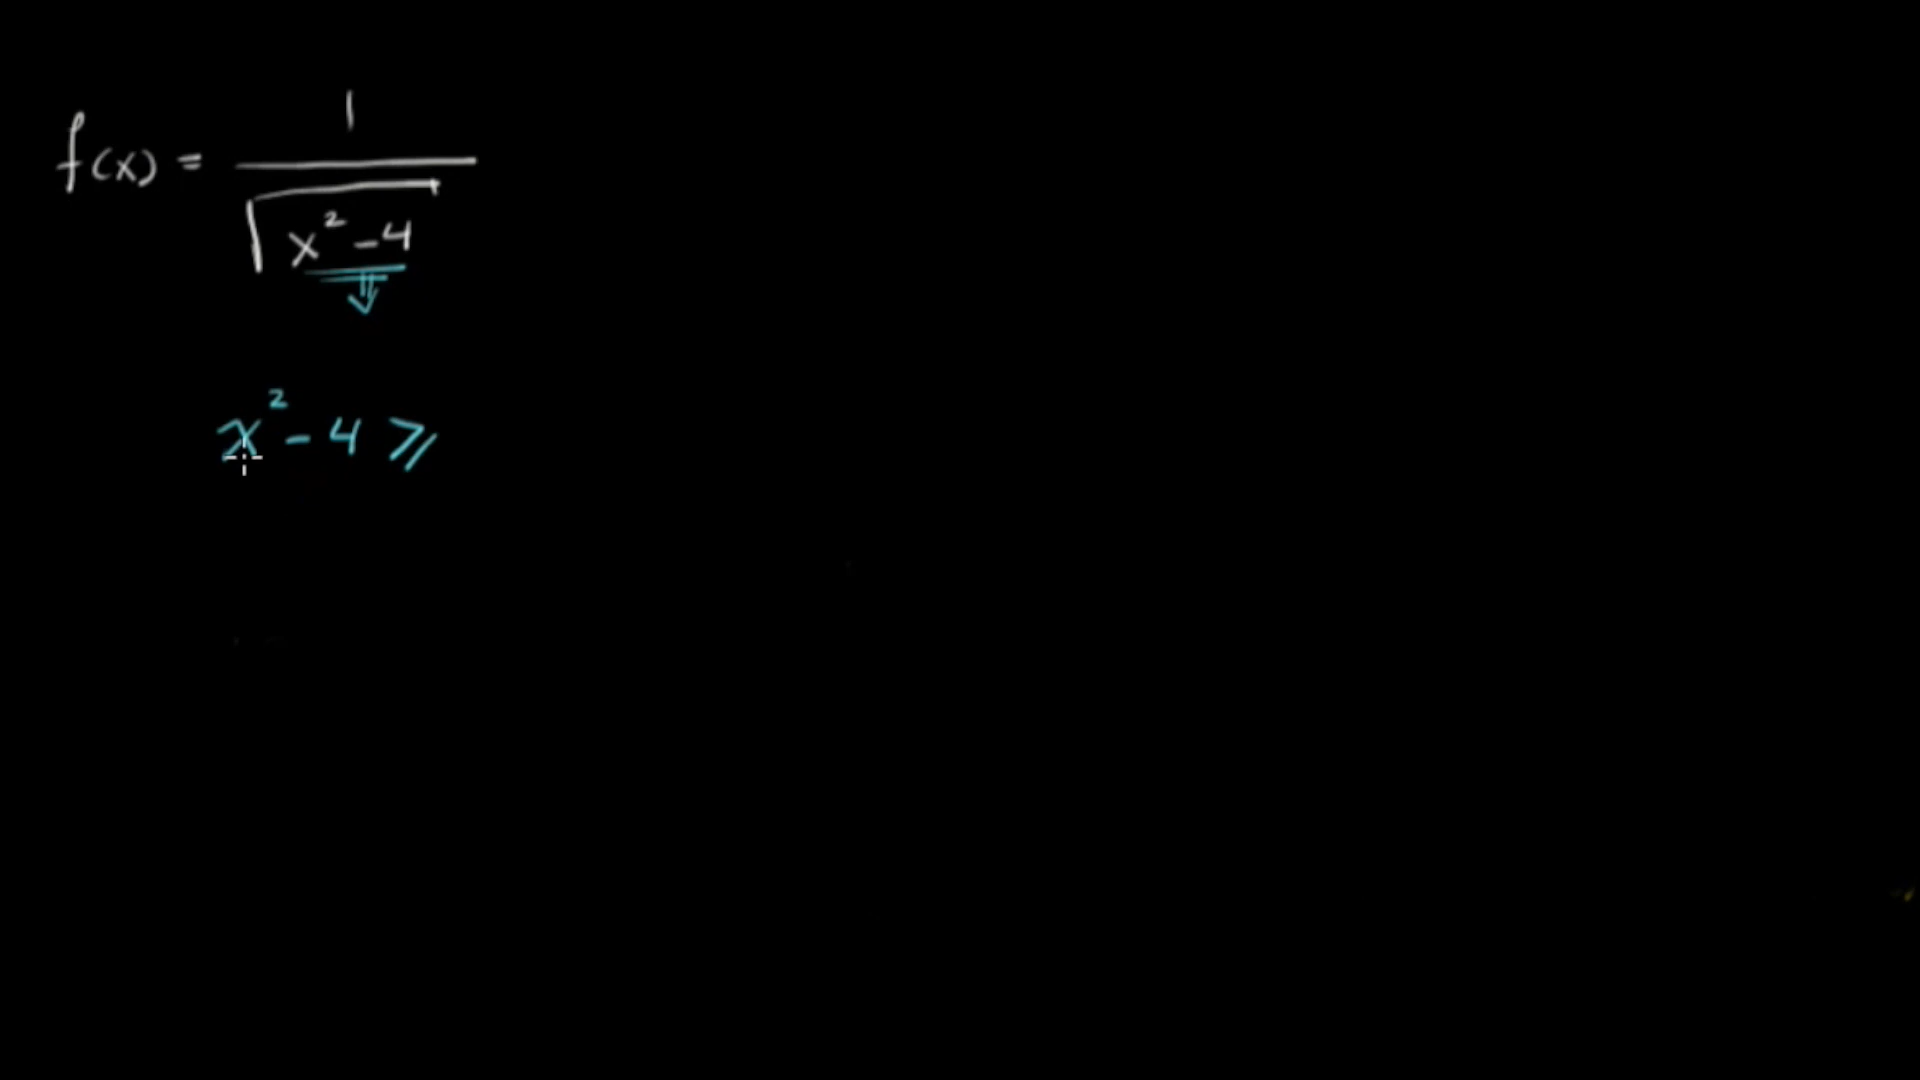 f(x) = 1 / √(x² - 4)
x² - 4 ⩾